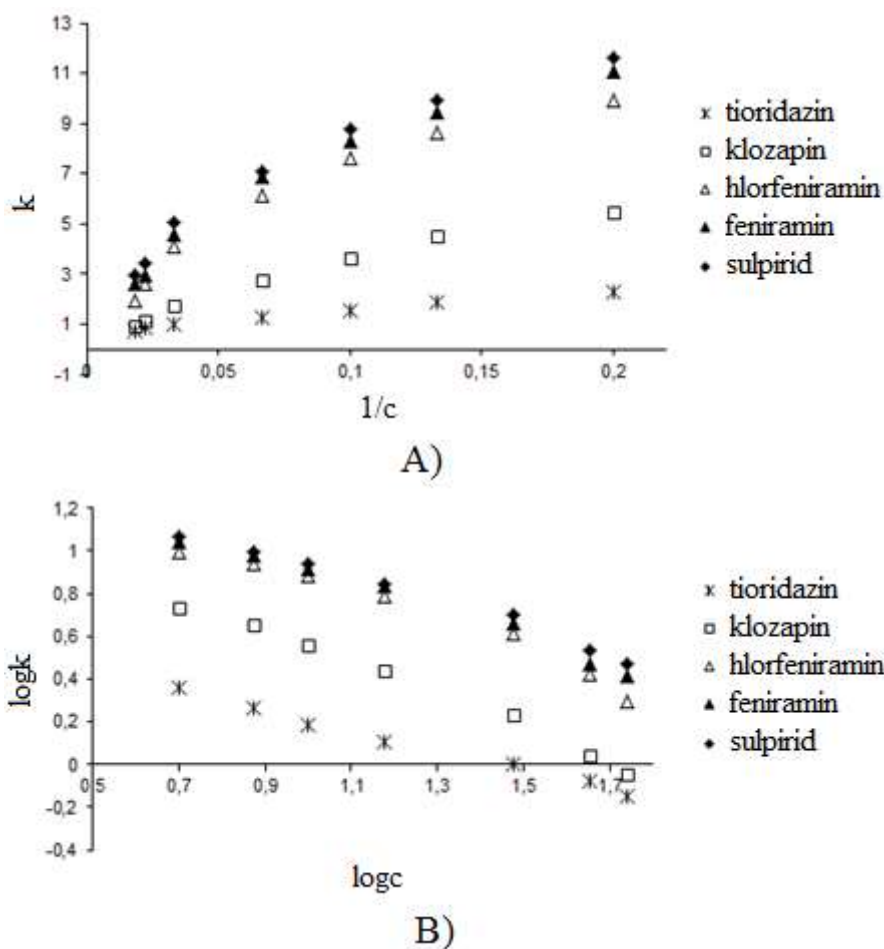 13
11
9
7
5
3
1
-1
k
0
0,05
0,1
0,15
0,2
1/c
tioridazin
klozapin
hlorfeniramin
feniramin
sulpirid
A)
1,2
1
0,8
0,6
0,4
0,2
0
-0,2
-0,4
logk
0,5
0,7
0,9
1,1
1,3
1,5
1,7
logc
tioridazin
klozapin
hlorfeniramin
feniramin
sulpirid
B)